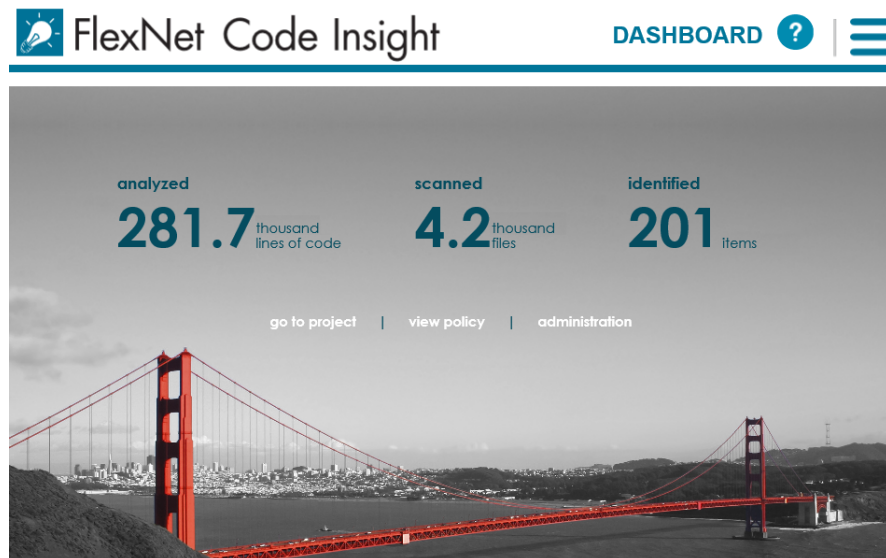 FlexNet Code Insight
DASHBOARD ?
analyzed
281.7 thousand lines of code
scanned
4.2 thousand files
identified
201 items
go to project | view policy | administration